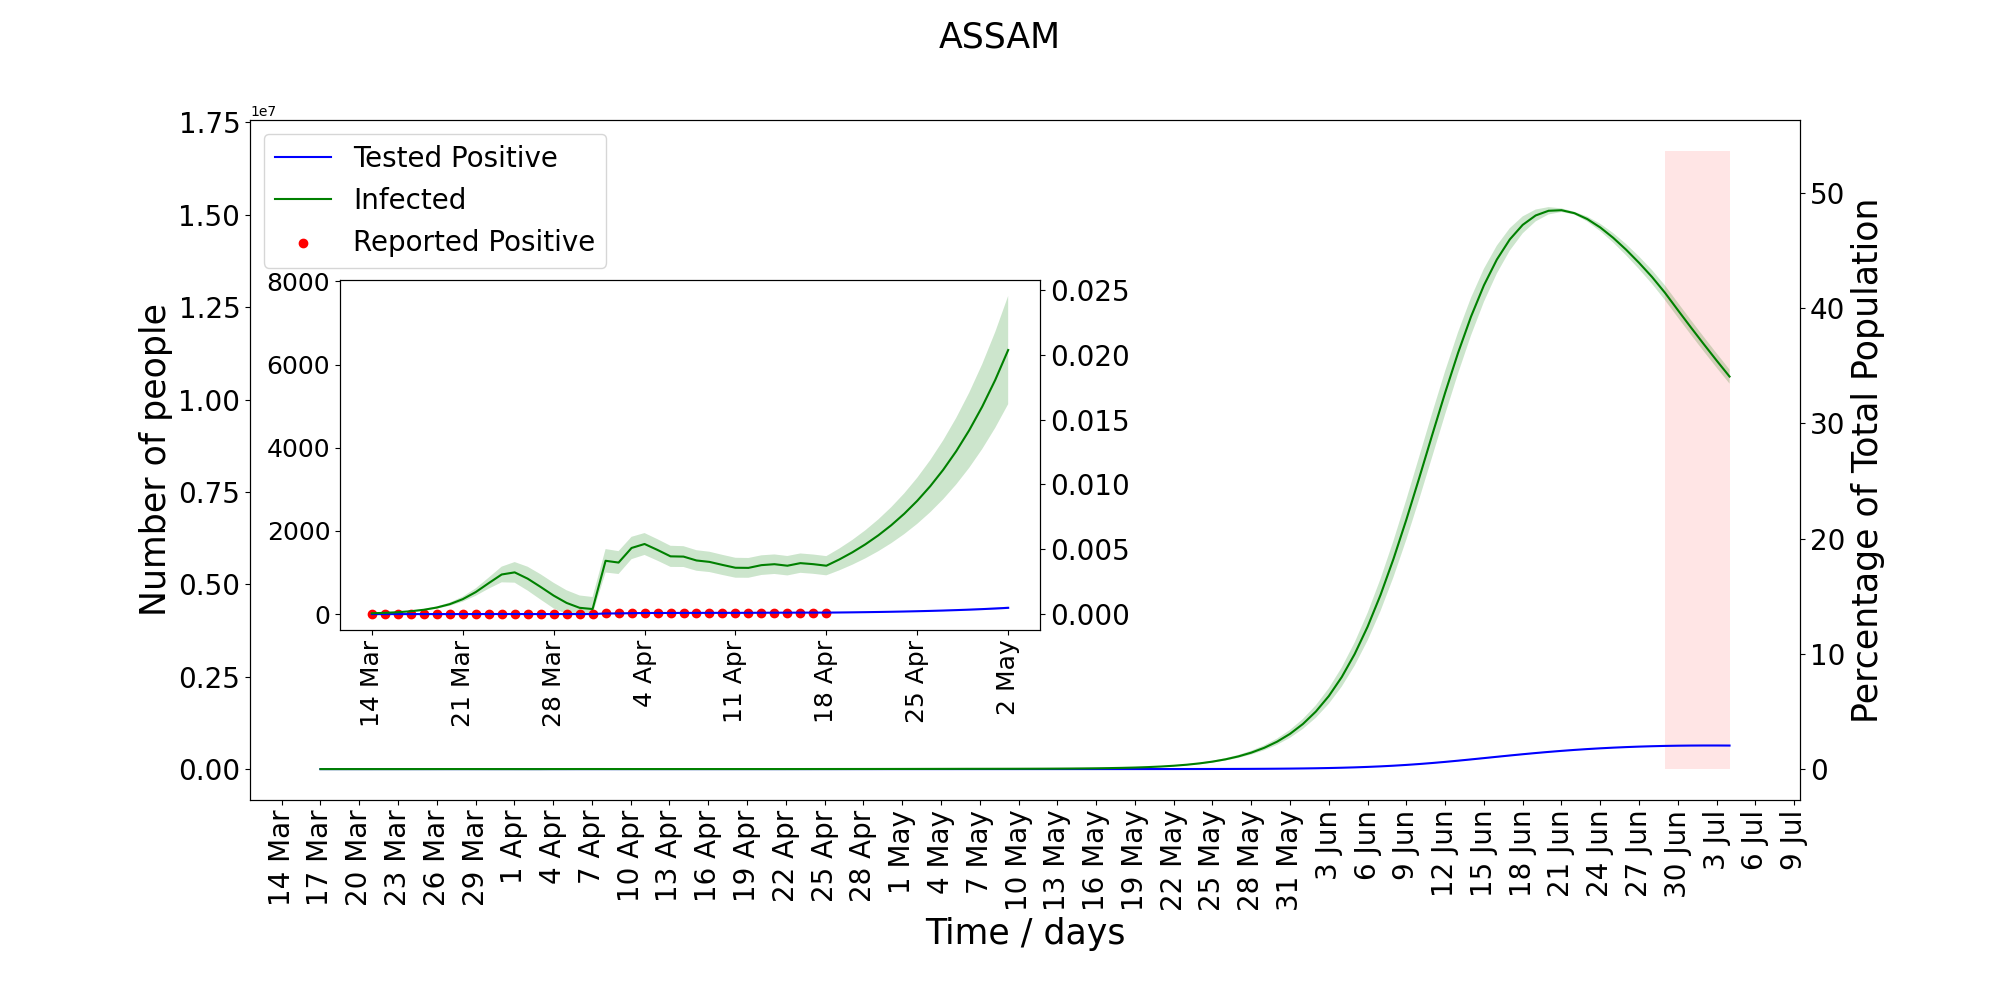 ASSAM
1e7
1.75
1.50
1.25
1.00
0.75
0.50
0.25
0.00
Number of people
Tested Positive
Infected
Reported Positive
8000
6000
4000
2000
0
0.025
0.020
0.015
0.010
0.005
0.000
14 Mar
21 Mar
28 Mar
4 Apr
11 Apr
18 Apr
25 Apr
2 May
50
40
30
20
10
0
Percentage of Total Population
14 Mar
17 Mar
20 Mar
23 Mar
26 Mar
29 Mar
1 Apr
4 Apr
7 Apr
10 Apr
13 Apr
16 Apr
19 Apr
22 Apr
25 Apr
28 Apr
1 May
4 May
7 May
10 May
13 May
16 May
19 May
22 May
25 May
28 May
31 May
3 Jun
6 Jun
9 Jun
12 Jun
15 Jun
18 Jun
21 Jun
24 Jun
27 Jun
30 Jun
3 Jul
6 Jul
9 Jul
Time / days